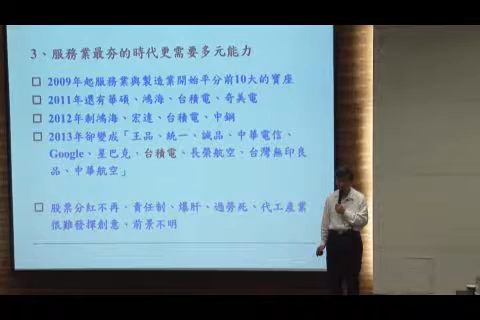 3、服務業最夯的時代更需要多元能力
□ 2009年起服務業與製造業開始平分前10大的寶座
□ 2011年還有華碩、鴻海、台積電、奇美電
□ 2012年剩鴻海、宏達、台積電、中鋼
□ 2013年卻變成「王品、統一、誠品、中華電信、
Google、星巴克、台積電、長榮航空、台灣無印良
品、中華航空」
□ 股票分紅不再、責任制、爆肝、過勞死、代工產業
很難發揮創意、前景不明